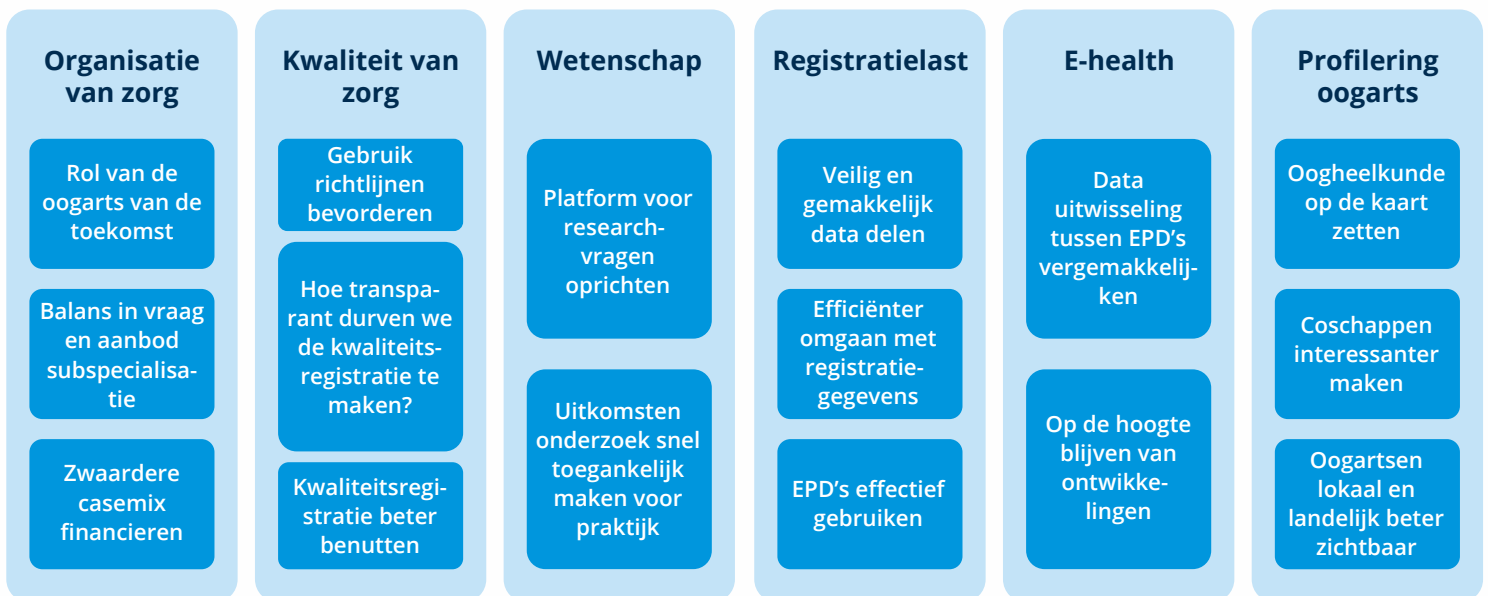 Organisatie
van zorg
Rol van de
oogarts van de
toekomst
Balans in vraag
en aanbod
subspecialisa-
tie
Zwaardere
casemix
financieren
Kwaliteit van
zorg
Gebruik
richtlijnen
bevorderen
Hoe transpa-
rant durven we
de kwaliteits-
registratie te
maken?
Kwaliteitsregi-
stratie beter
benutten
Wetenschap
Platform voor
research-
vragen
oprichten
Uitkomsten
onderzoek snel
toegankelijk
maken voor
praktijk
Registratielast
Veilig en
gemakkelijk
data delen
Efficiënter
omgaan met
registratie-
gegevens
EPD’s effectief
gebruiken
E-health
Data
uitwisseling
tussen EPD’s
vergemakkelij-
ken
Op de hoogte
blijven van
ontwikke-
lingen
Profilering
oogarts
Oogheelkunde
op de kaart
zetten
Coschappen
interessanter
maken
Oogartsen
lokaal en
landelijk beter
zichtbaar